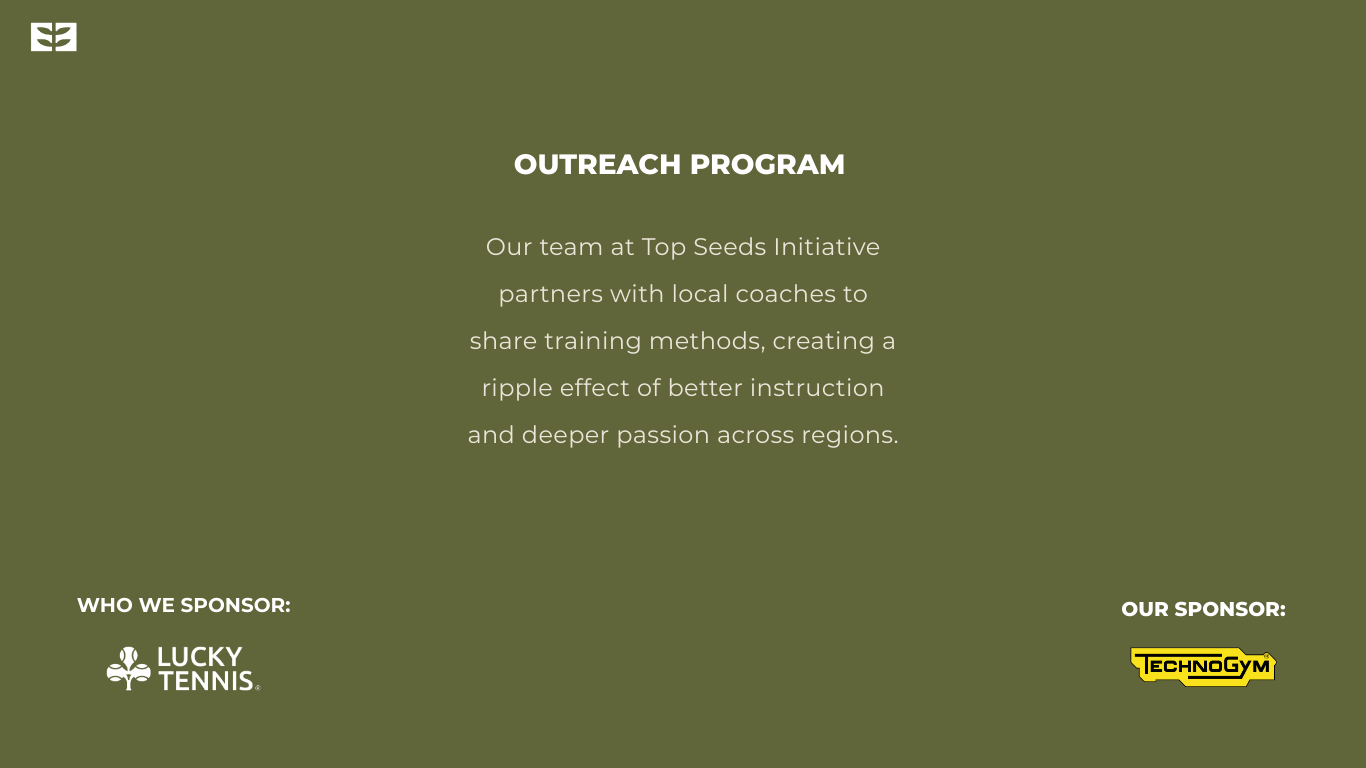 OUTREACH PROGRAM
Our team at Top Seeds Initiative
partners with local coaches to
share training methods, creating a
ripple effect of better instruction
and deeper passion across regions.
WHO WE SPONSOR:
LUCKY
TENNIS®
OUR SPONSOR:
TECHNOGYM®